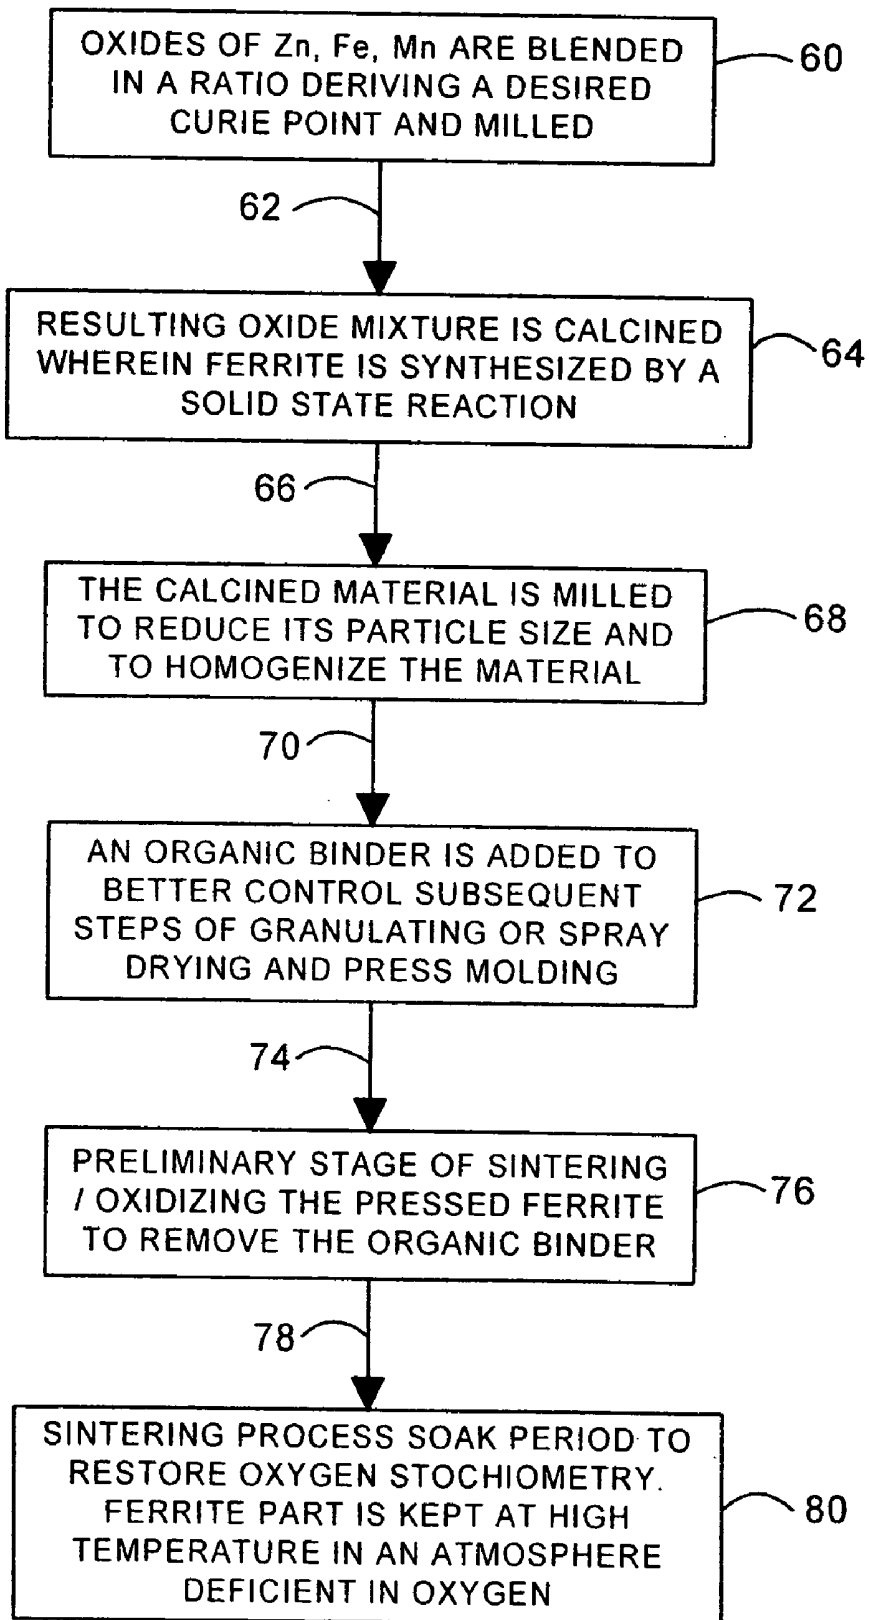 OXIDES OF Zn, Fe, Mn ARE BLENDED
IN A RATIO DERIVING A DESIRED
CURIE POINT AND MILLED
60
62
RESULTING OXIDE MIXTURE IS CALCINED
WHEREIN FERRITE IS SYNTHESIZED BY A
SOLID STATE REACTION
64
66
THE CALCINED MATERIAL IS MILLED
TO REDUCE ITS PARTICLE SIZE AND
TO HOMOGENIZE THE MATERIAL
68
70
AN ORGANIC BINDER IS ADDED TO
BETTER CONTROL SUBSEQUENT
STEPS OF GRANULATING OR SPRAY
DRYING AND PRESS MOLDING
72
74
PRELIMINARY STAGE OF SINTERING
/ OXIDIZING THE PRESSED FERRITE
TO REMOVE THE ORGANIC BINDER
76
78
SINTERING PROCESS SOAK PERIOD TO
RESTORE OXYGEN STOCHIOMETRY.
FERRITE PART IS KEPT AT HIGH
TEMPERATURE IN AN ATMOSPHERE
DEFICIENT IN OXYGEN
80